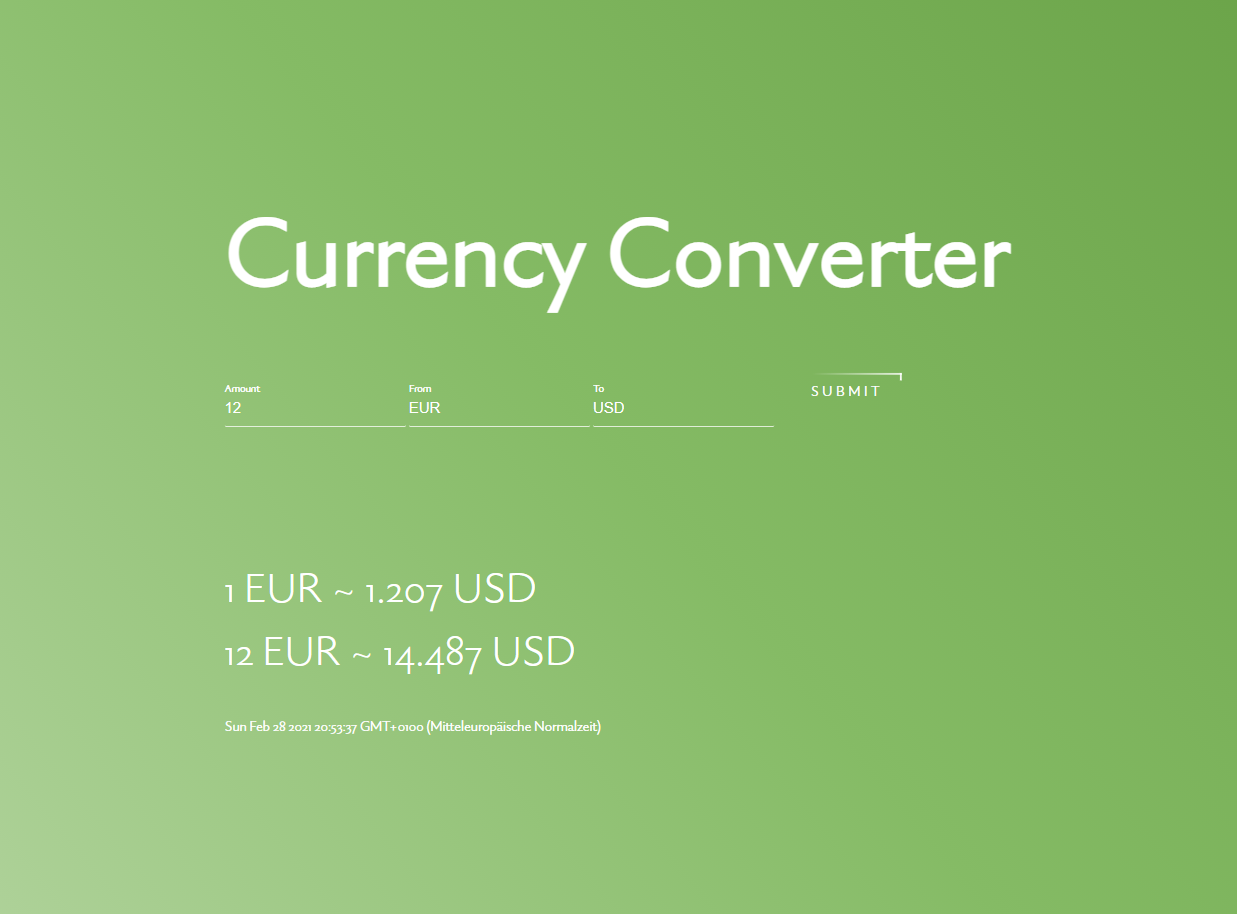 Currency Converter
Amount From To SUBMIT
12 EUR USD
1 EUR ~ 1.207 USD
12 EUR ~ 14.487 USD
Sun Feb 28 2021 20:53:37 GMT+0100 (Mitteleuropäische Normalzeit)